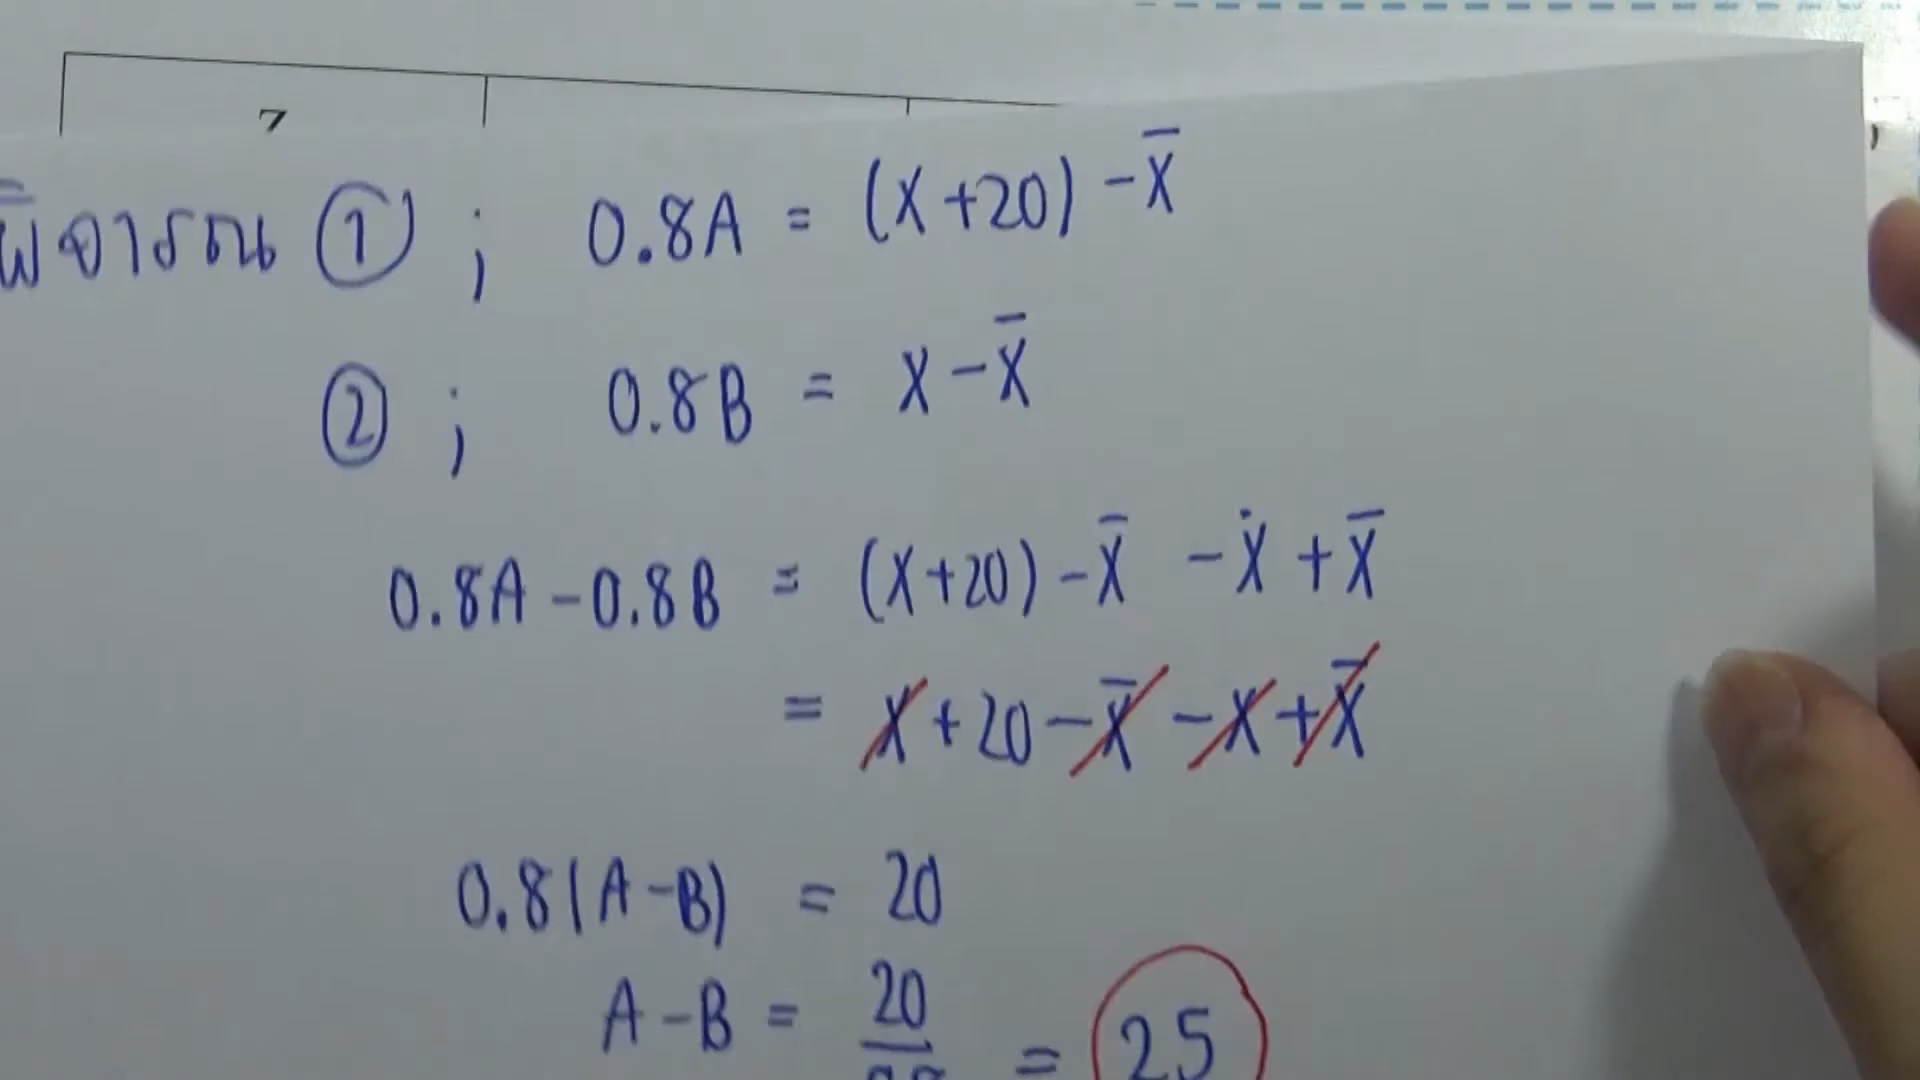 7
พิจารณา ① ; 0.8A = (X+20) - X̄
② ; 0.8B = X - X̄
0.8A - 0.8B = (X+20) - X̄ - X + X̄
= X + 20 - X̄ - X + X̄
0.8(A-B) = 20
A - B = 20
= 25